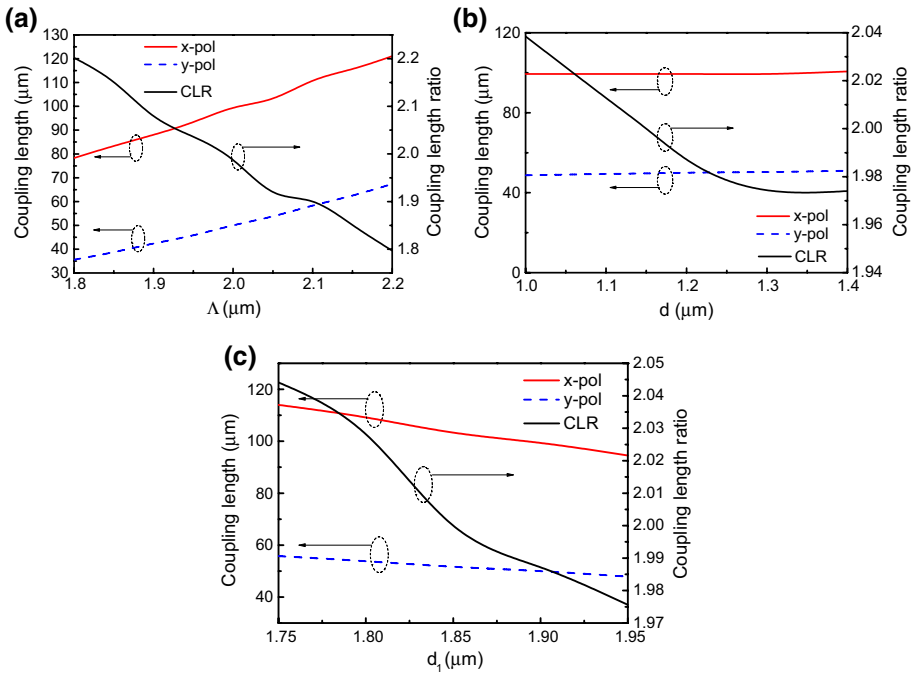 (a)
x-pol
y-pol
CLR
Coupling length (μm)
130
120
110
100
90
80
70
60
50
40
30
1.8
1.9
2.0
2.1
2.2
Λ (μm)
2.2
2.1
2.0
1.9
1.8
Coupling length ratio
(b)
Coupling length (μm)
120
80
40
0
1.0
1.1
1.2
1.3
1.4
d (μm)
2.04
2.02
2.00
1.98
1.96
1.94
Coupling length ratio
x-pol
y-pol
CLR
(c)
x-pol
y-pol
CLR
Coupling length (μm)
120
100
80
60
40
1.75
1.80
1.85
1.90
1.95
d1 (μm)
2.05
2.04
2.03
2.02
2.01
2.00
1.99
1.98
1.97
Coupling length ratio